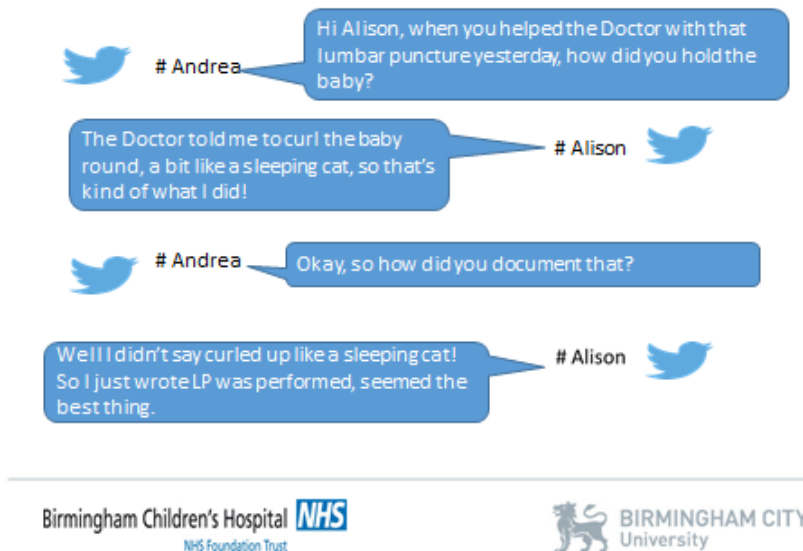 Hi Alison, when you helped the Doctor with that
# Andrea
lumbar puncture yesterday, how did you hold the
baby?
The Doctor told me to curl the baby
round, a bit like a sleeping cat, so that's
kind of what I did!
# Alison
# Andrea
Okay, so how did you document that?
Well I didn't say curled up like a sleeping cat!
So I just wrote LP was performed, seemed the
best thing.
# Alison
Birmingham Children's Hospital NHS
NHS Foundation Trust
BIRMINGHAM CITY
University